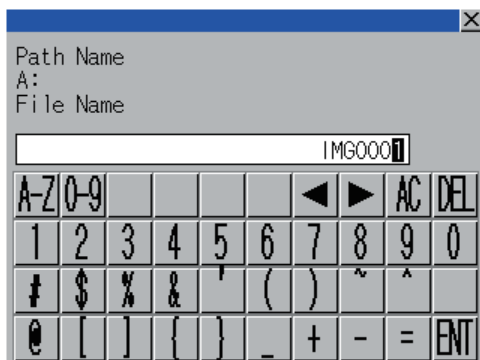 Path Name
A:
File Name
IMG0001
A-Z 0-9 ◀ ▶ AC DEL
1 2 3 4 5 6 7 8 9 0
# $ % & ' ( ) ~ ^
@ [ ] { } _ + - = ENT